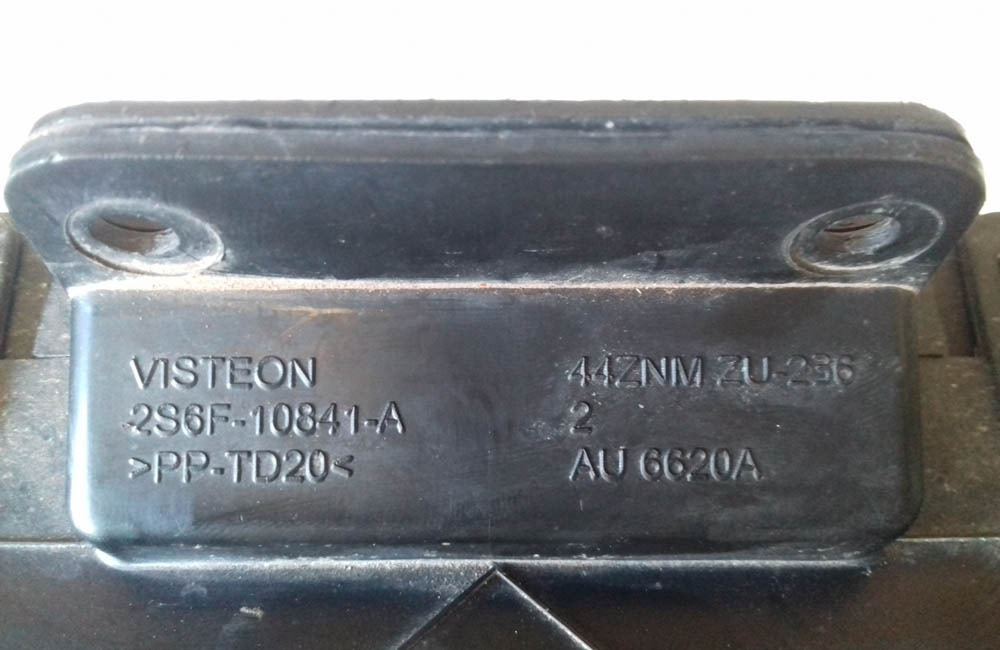 VISTEON
2S6F-10841-A
>PP-TD20<
44ZNM ZU-236
2
AU 6620A